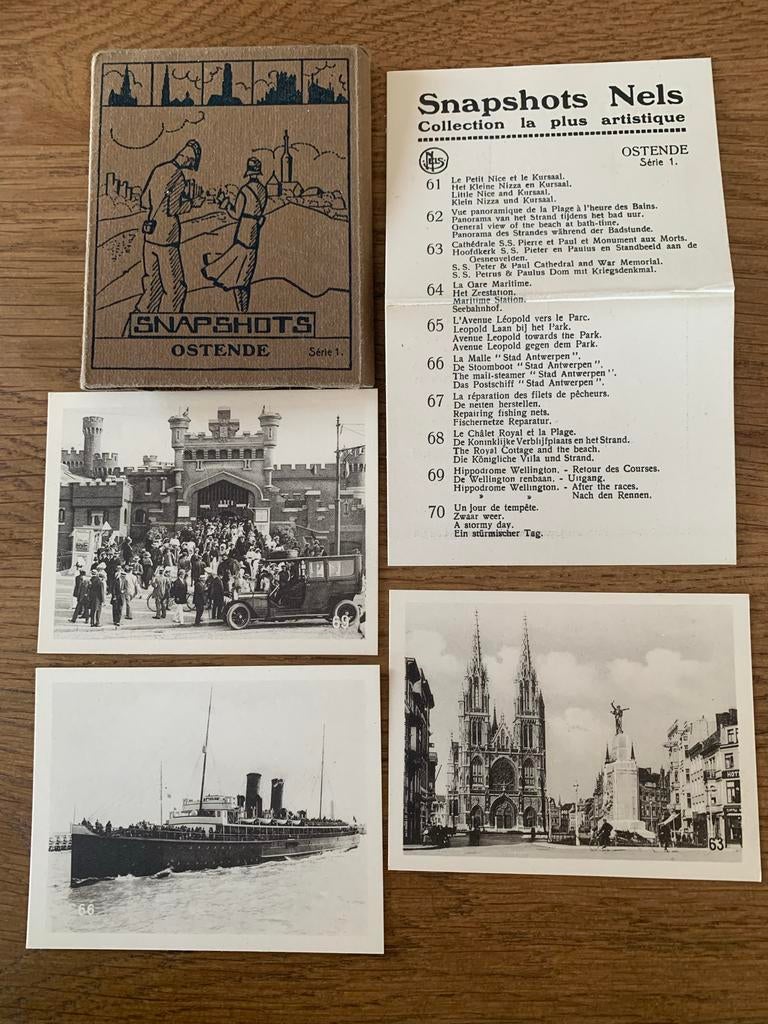 SNAPSHOTS
OSTENDE
Série 1.
Snapshots Nels
Collection la plus artistique
Nels
OSTENDE
Série 1.
61 Le Petit Nice et le Kursaal.
Het Kleine Nizza en Kursaal.
Little Nice and Kursaal.
Klein Nizza und Kursaal.
62 Vue panoramique de la Plage à l'heure des Bains.
Panorama van het Strand tijdens het bad uur.
General view of the beach at bath-time.
Panorama des Strandes während der Badstunde.
63 Cathédrale S.S. Pierre et Paul et Monument aux Morts.
Hoofdkerk S.S. Pieter en Paulus en Standbeeld aan de
Gesneuvelden.
S. S. Peter & Paul Cathedral and War Memorial.
S. S. Petrus & Paulus Dom mit Kriegsdenkmal.
64 La Gare Maritime.
Het Zeestation.
Maritime Station.
Seebahnhof.
65 L'Avenue Léopold vers le Parc.
Leopold Laan bij het Park.
Avenue Leopold towards the Park.
Avenue Leopold gegen dem Park.
66 La Malle "Stad Antwerpen".
De Stoomboot "Stad Antwerpen".
The mail-steamer "Stad Antwerpen".
Das Postschiff "Stad Antwerpen".
67 La réparation des filets de pêcheurs.
De netten herstellen.
Repairing fishing nets.
Fischernetze Reparatur.
68 Le Châlet Royal et la Plage.
De Koninklijke Verblijfplaats en het Strand.
The Royal Cottage and the beach.
Die Königliche Villa und Strand.
69 Hippodrome Wellington. - Retour des Courses.
De Wellington renbaan. - Uitgang.
Hippodrome Wellington. - After the races.
» » Nach den Rennen.
70 Un jour de tempête.
Zwaar weer.
A stormy day.
Ein stürmischer Tag.
69
66
63
HOT